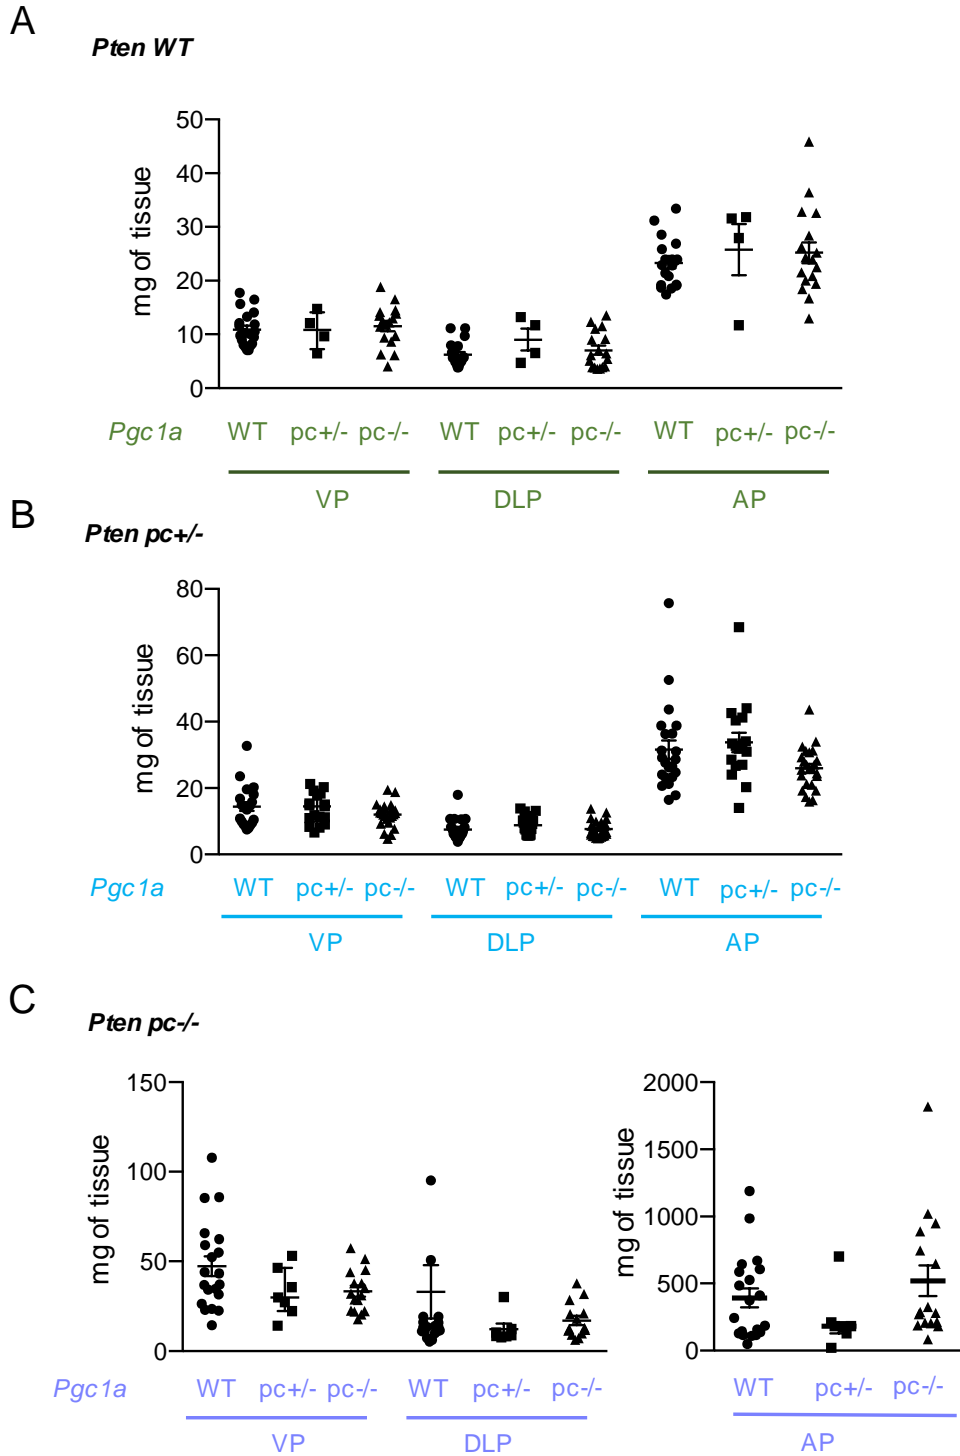 A
Pten WT
mg of tissue
50
40
30
20
10
0
Pgc1a WT pc+/- pc-/- WT pc+/- pc-/- WT pc+/- pc-/-
VP DLP AP
B
Pten pc+/-
mg of tissue
80
60
40
20
0
Pgc1a WT pc+/- pc-/- WT pc+/- pc-/- WT pc+/- pc-/-
VP DLP AP
C
Pten pc-/-
mg of tissue
150
100
50
0
mg of tissue
2000
1500
1000
500
0
Pgc1a WT pc+/- pc-/- WT pc+/- pc-/- WT pc+/- pc-/-
VP DLP AP